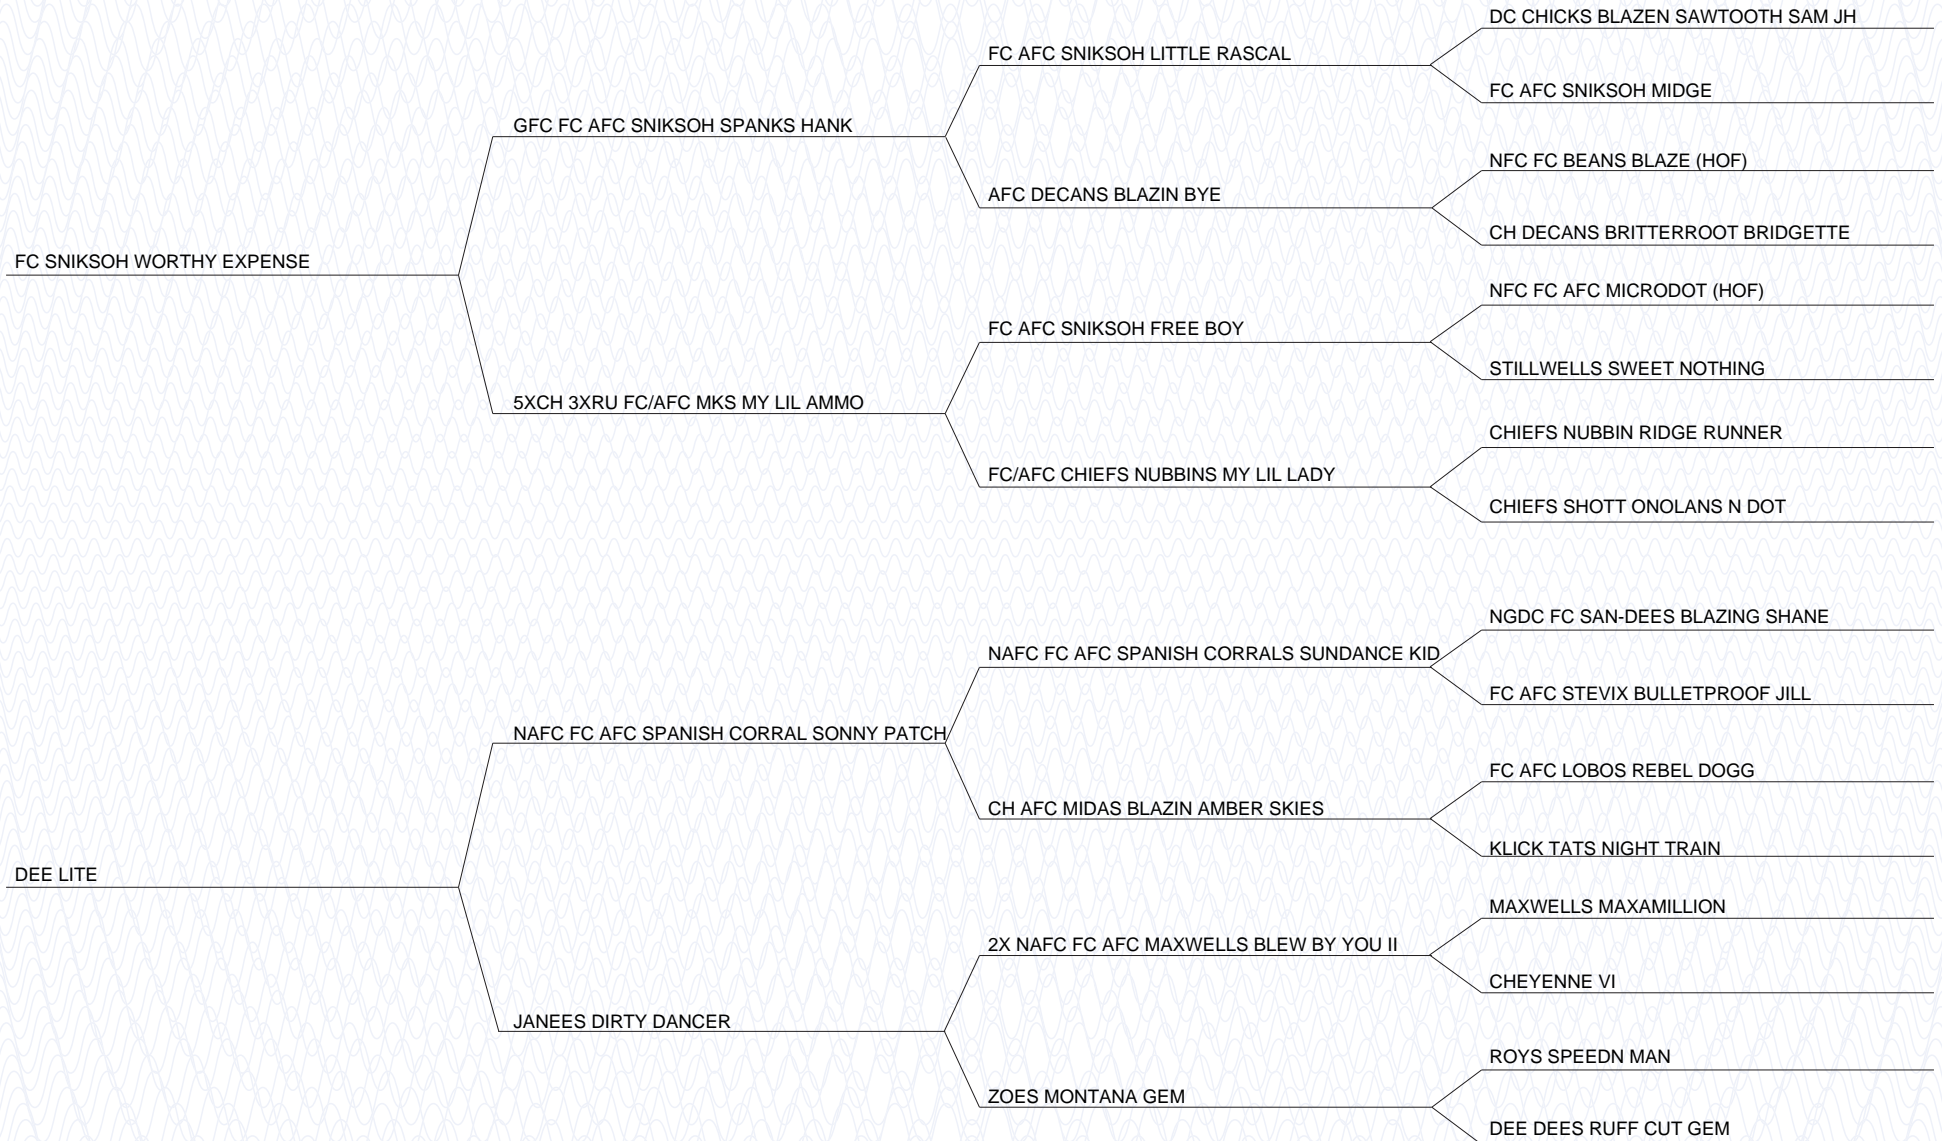 DC CHICKS BLAZEN SAWTOOTH SAM JH
FC AFC SNIKSOH LITTLE RASCAL
FC AFC SNIKSOH MIDGE
GFC FC AFC SNIKSOH SPANKS HANK
NFC FC BEANS BLAZE (HOF)
AFC DECANS BLAZIN BYE
CH DECANS BRITTERROOT BRIDGETTE
FC SNIKSOH WORTHY EXPENSE
NFC FC AFC MICRODOT (HOF)
FC AFC SNIKSOH FREE BOY
STILLWELLS SWEET NOTHING
5XCH 3XRU FC/AFC MKS MY LIL AMMO
CHIEFS NUBBIN RIDGE RUNNER
FC/AFC CHIEFS NUBBINS MY LIL LADY
CHIEFS SHOTT ONOLANS N DOT
NGDC FC SAN-DEES BLAZING SHANE
NAFC FC AFC SPANISH CORRALS SUNDANCE KID
FC AFC STEVIX BULLETPROOF JILL
NAFC FC AFC SPANISH CORRAL SONNY PATCH
FC AFC LOBOS REBEL DOGG
CH AFC MIDAS BLAZIN AMBER SKIES
KLICK TATS NIGHT TRAIN
DEE LITE
MAXWELLS MAXAMILLION
2X NAFC FC AFC MAXWELLS BLEW BY YOU II
CHEYENNE VI
JANEES DIRTY DANCER
ROYS SPEEDN MAN
ZOES MONTANA GEM
DEE DEES RUFF CUT GEM